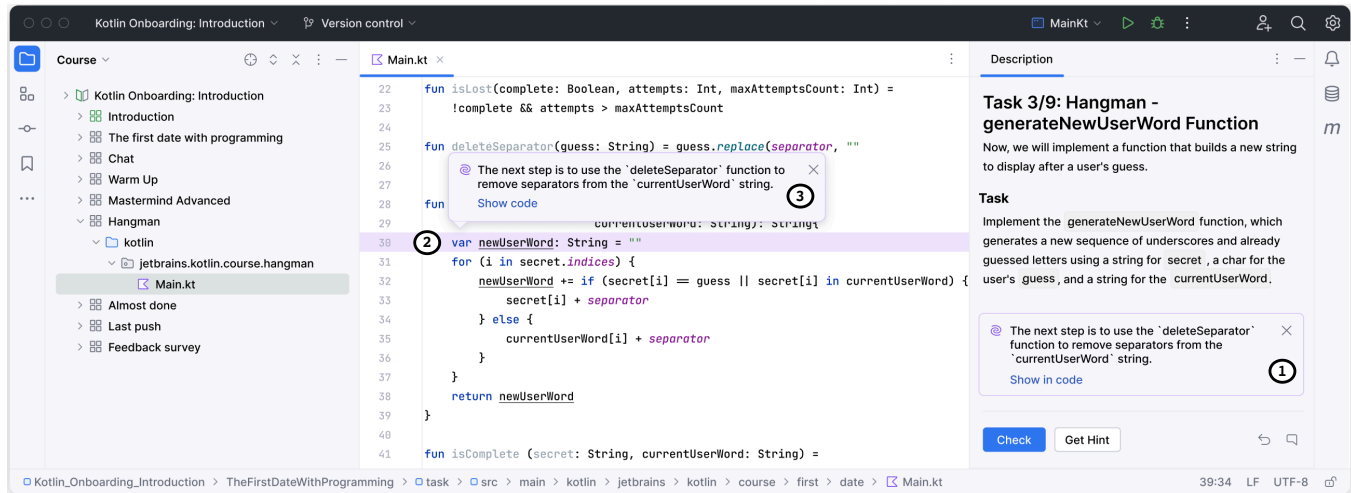 Kotlin Onboarding: Introduction Version control MainKt
Course
Kotlin Onboarding: Introduction
Introduction
The first date with programming
Chat
Warm Up
Mastermind Advanced
Hangman
kotlin
jetbrains.kotlin.course.hangman
Main.kt
Almost done
Last push
Feedback survey
Main.kt
22 fun isLost(complete: Boolean, attempts: Int, maxAttemptsCount: Int) =
23 !complete && attempts > maxAttemptsCount
24
25 fun deleteSeparator(guess: String) = guess.replace(separator, ""
26
27
28 fun
29 currentUserWord: String): String{
30 var newUserWord: String = ""
31 for (i in secret.indices) {
32 newUserWord += if (secret[i] == guess || secret[i] in currentUserWord) {
33 secret[i] + separator
34 } else {
35 currentUserWord[i] + separator
36 }
37 }
38 return newUserWord
39 }
40
41 fun isComplete (secret: String, currentUserWord: String) =
The next step is to use the `deleteSeparator` function to
remove separators from the `currentUserWord` string.
Show code
3
2
Description
Task 3/9: Hangman -
generateNewUserWord Function
Now, we will implement a function that builds a new string
to display after a user's guess.
Task
Implement the generateNewUserWord function, which
generates a new sequence of underscores and already
guessed letters using a string for secret , a char for the
user's guess , and a string for the currentUserWord.
The next step is to use the `deleteSeparator`
function to remove separators from the
`currentUserWord` string.
Show in code
1
Check Get Hint
m
Kotlin_Onboarding_Introduction > TheFirstDateWithProgramming > task > src > main > kotlin > jetbrains > kotlin > course > first > date > Main.kt 39:34 LF UTF-8